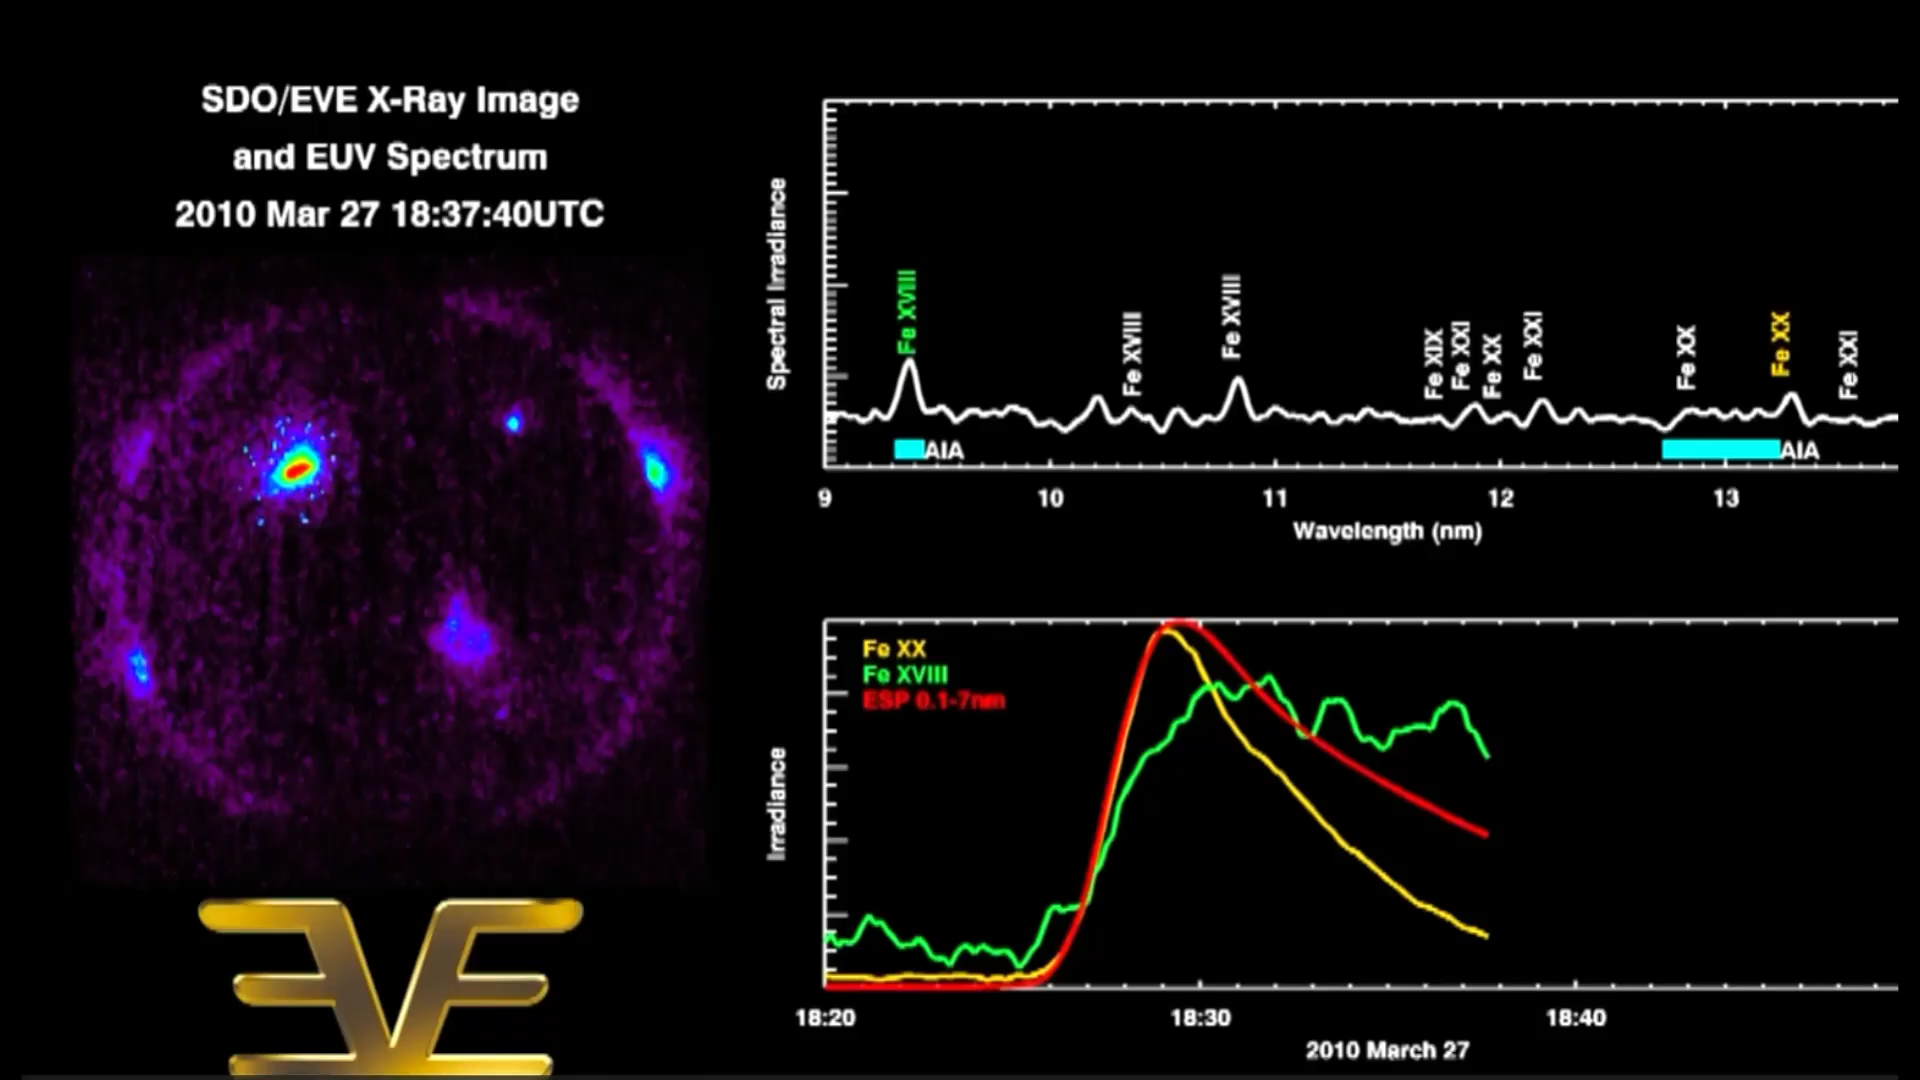 SDO/EVE X-Ray Image
and EUV Spectrum
2010 Mar 27 18:37:40UTC
EVE
Spectral Irradiance
Fe XVIII
Fe XVIII
Fe XVIII
Fe XIX
Fe XXI
Fe XX
Fe XXI
Fe XX
Fe XX
Fe XXI
AIA
AIA
9 10 11 12 13
Wavelength (nm)
Irradiance
Fe XX
Fe XVIII
ESP 0.1-7nm
18:20 18:30 18:40
2010 March 27